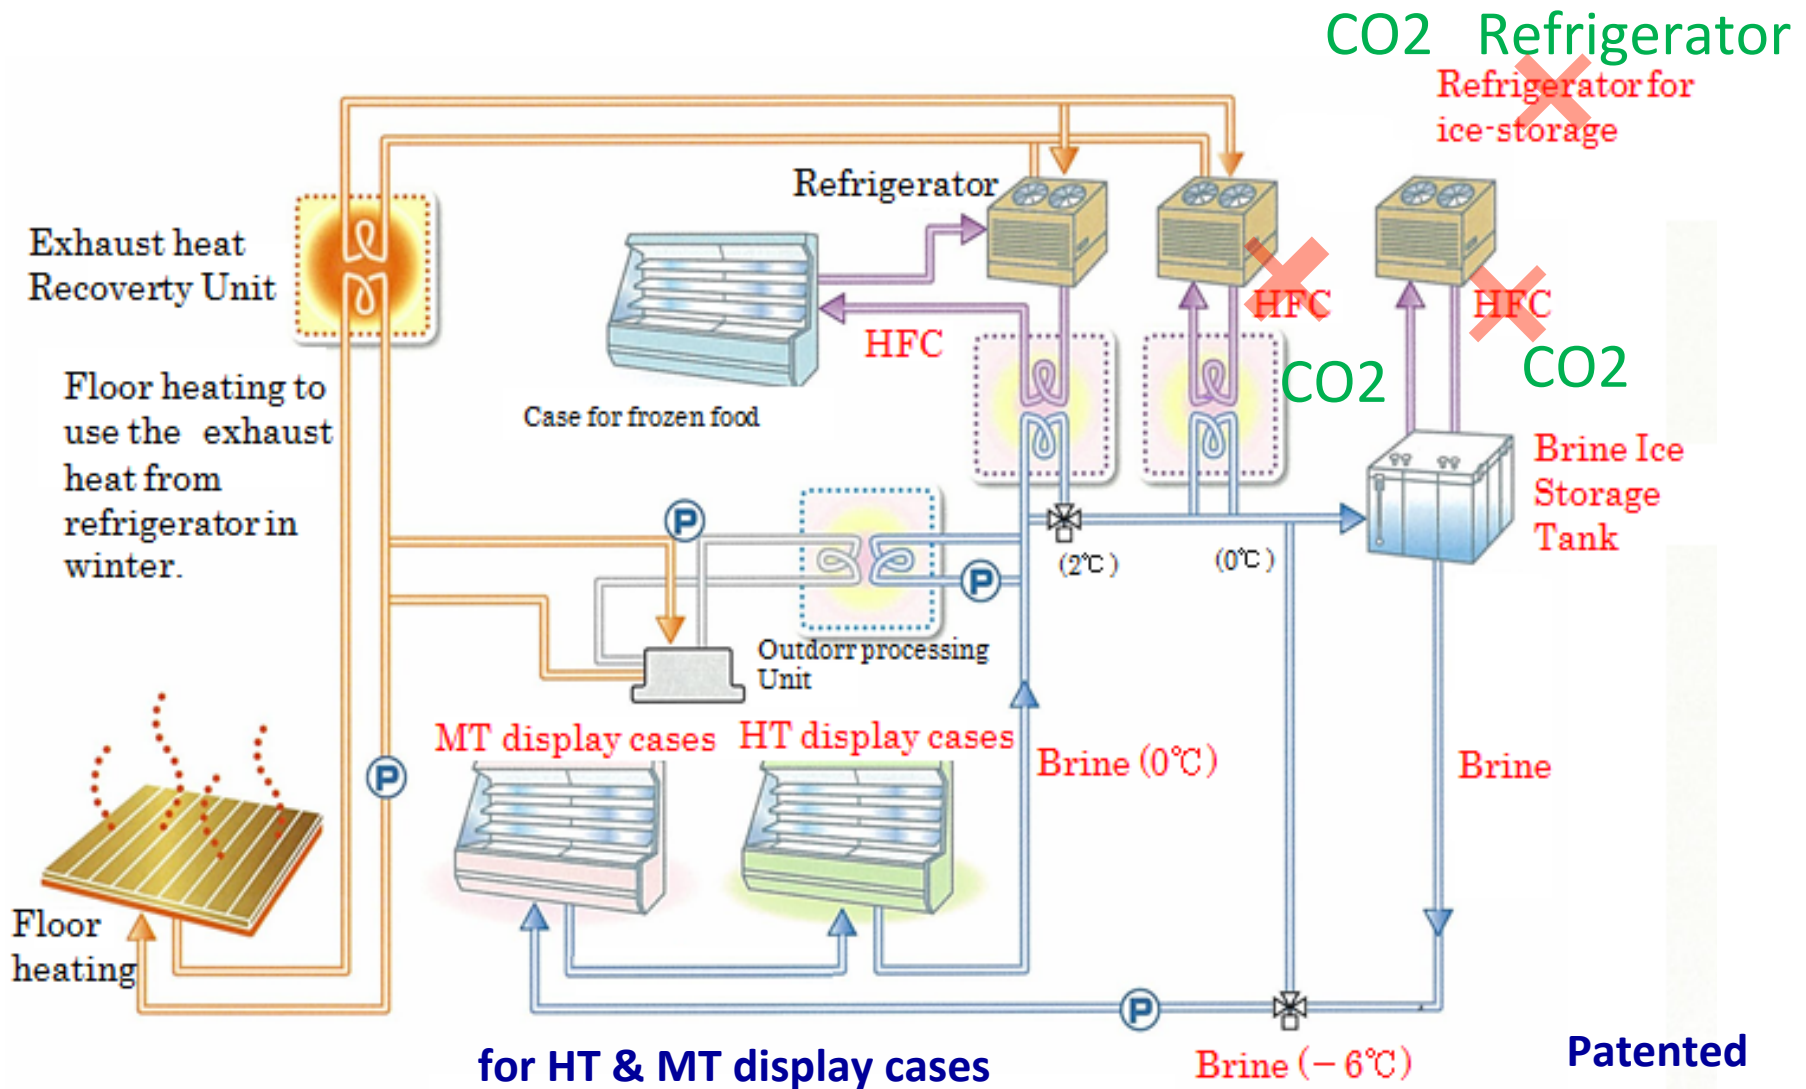 CO2 Refrigerator
Refrigerator for
ice-storage
Refrigerator
Exhaust heat
Recoverty Unit
HFC
HFC
HFC
CO2
CO2
Floor heating to
use the exhaust
heat from
refrigerator in
winter.
Case for frozen food
Brine Ice
Storage
Tank
P
P
(2℃)
(0℃)
Outdorr processing
Unit
MT display cases
HT display cases
Brine (0℃)
Brine
P
Floor
heating
P
Brine (－6℃)
for HT & MT display cases
Patented